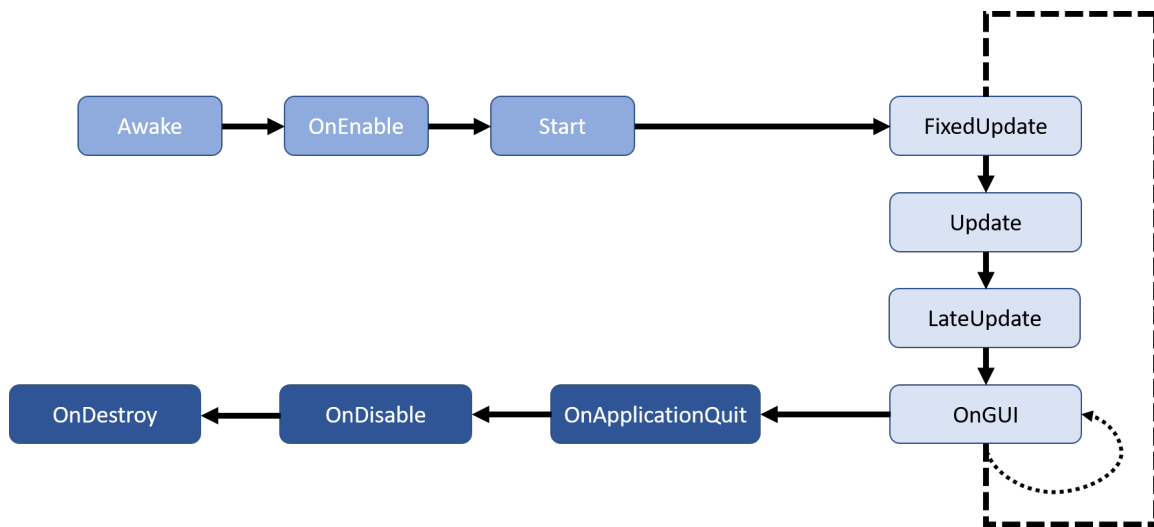 Awake
OnEnable
Start
FixedUpdate
Update
LateUpdate
OnDestroy
OnDisable
OnApplicationQuit
OnGUI